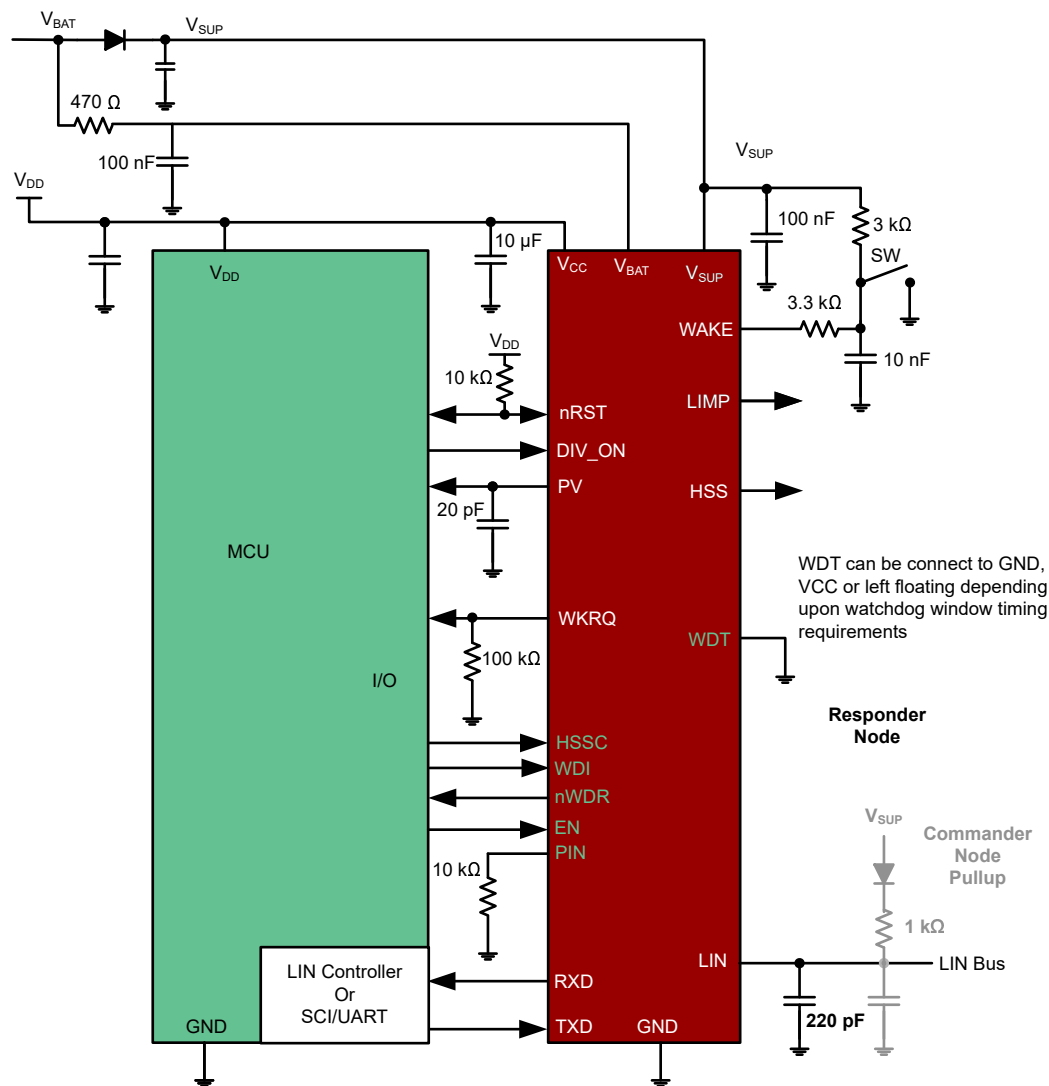 VBAT
VSUP
470 Ω
100 nF
VDD
VSUP
100 nF
3 kΩ
SW
10 µF
VDD
VCC
VBAT
VSUP
3.3 kΩ
WAKE
10 nF
VDD
10 kΩ
nRST
LIMP
DIV_ON
PV
HSS
20 pF
MCU
WDT can be connect to GND,
VCC or left floating depending
upon watchdog window timing
requirements
WKRQ
WDT
100 kΩ
I/O
Responder
Node
HSSC
WDI
nWDR
EN
PIN
10 kΩ
VSUP
Commander
Node
Pullup
1 kΩ
LIN
LIN Bus
LIN Controller
Or
SCI/UART
RXD
220 pF
GND
TXD
GND